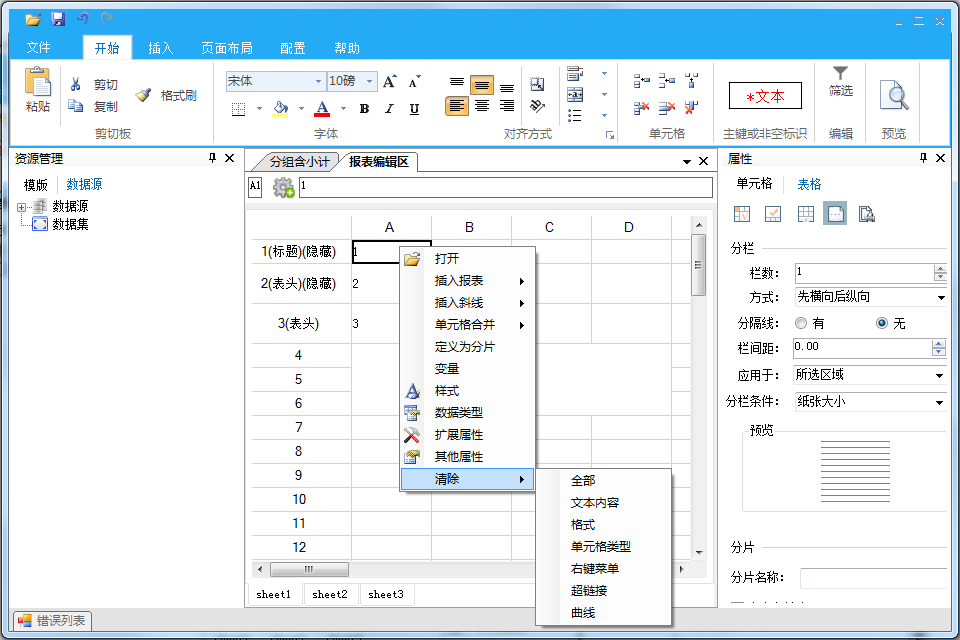 文件 开始 插入 页面布局 配置 帮助
粘贴 剪切 复制 格式刷
剪贴板
宋体 10磅 A A
A B I U
字体
对齐方式
单元格
*文本
主键或非空标识
筛选
编辑
预览
资源管理
模版 数据源
数据源
数据集
分组含小计 报表编辑区
A1 1
A B C D
1(标题)(隐藏) 1
2(表头)(隐藏) 2
3(表头) 3
4
5
6
7
8
9
10
11
12
打开
插入报表
插入斜线
单元格合并
定义为分片
变量
样式
数据类型
扩展属性
其他属性
清除
全部
文本内容
格式
单元格类型
右键菜单
超链接
曲线
sheet1 sheet2 sheet3
属性
单元格 表格
分栏
栏数: 1
方式: 先横向后纵向
分隔线: 有 无
栏间距: 0.00
应用于: 所选区域
分栏条件: 纸张大小
预览
分片
分片名称:
错误列表